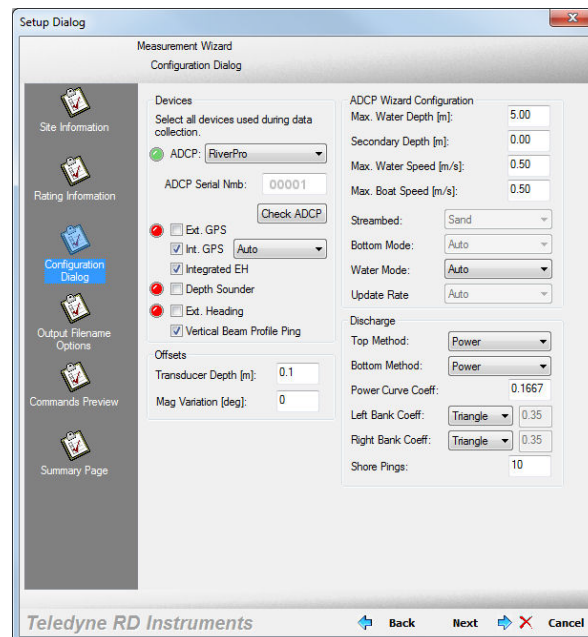 Setup Dialog
Measurement Wizard
Configuration Dialog
Site Information
Rating Information
Configuration
Dialog
Output Filename
Options
Commands Preview
Summary Page
Devices
Select all devices used during data
collection.
ADCP: RiverPro
ADCP Serial Nmb: 00001
Check ADCP
Ext. GPS
Int. GPS Auto
Integrated EH
Depth Sounder
Ext. Heading
Vertical Beam Profile Ping
Offsets
Transducer Depth [m]: 0.1
Mag Variation [deg]: 0
ADCP Wizard Configuration
Max. Water Depth [m]: 5.00
Secondary Depth [m]: 0.00
Max. Water Speed [m/s]: 0.50
Max. Boat Speed [m/s]: 0.50
Streambed: Sand
Bottom Mode: Auto
Water Mode: Auto
Update Rate Auto
Discharge
Top Method: Power
Bottom Method: Power
Power Curve Coeff: 0.1667
Left Bank Coeff: Triangle 0.35
Right Bank Coeff: Triangle 0.35
Shore Pings: 10
Teledyne RD Instruments
Back Next Cancel